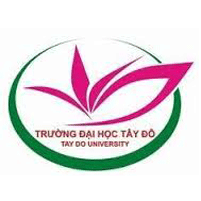 TRƯỜNG ĐẠI HỌC TÂY ĐÔ
TAY DO UNIVERSITY